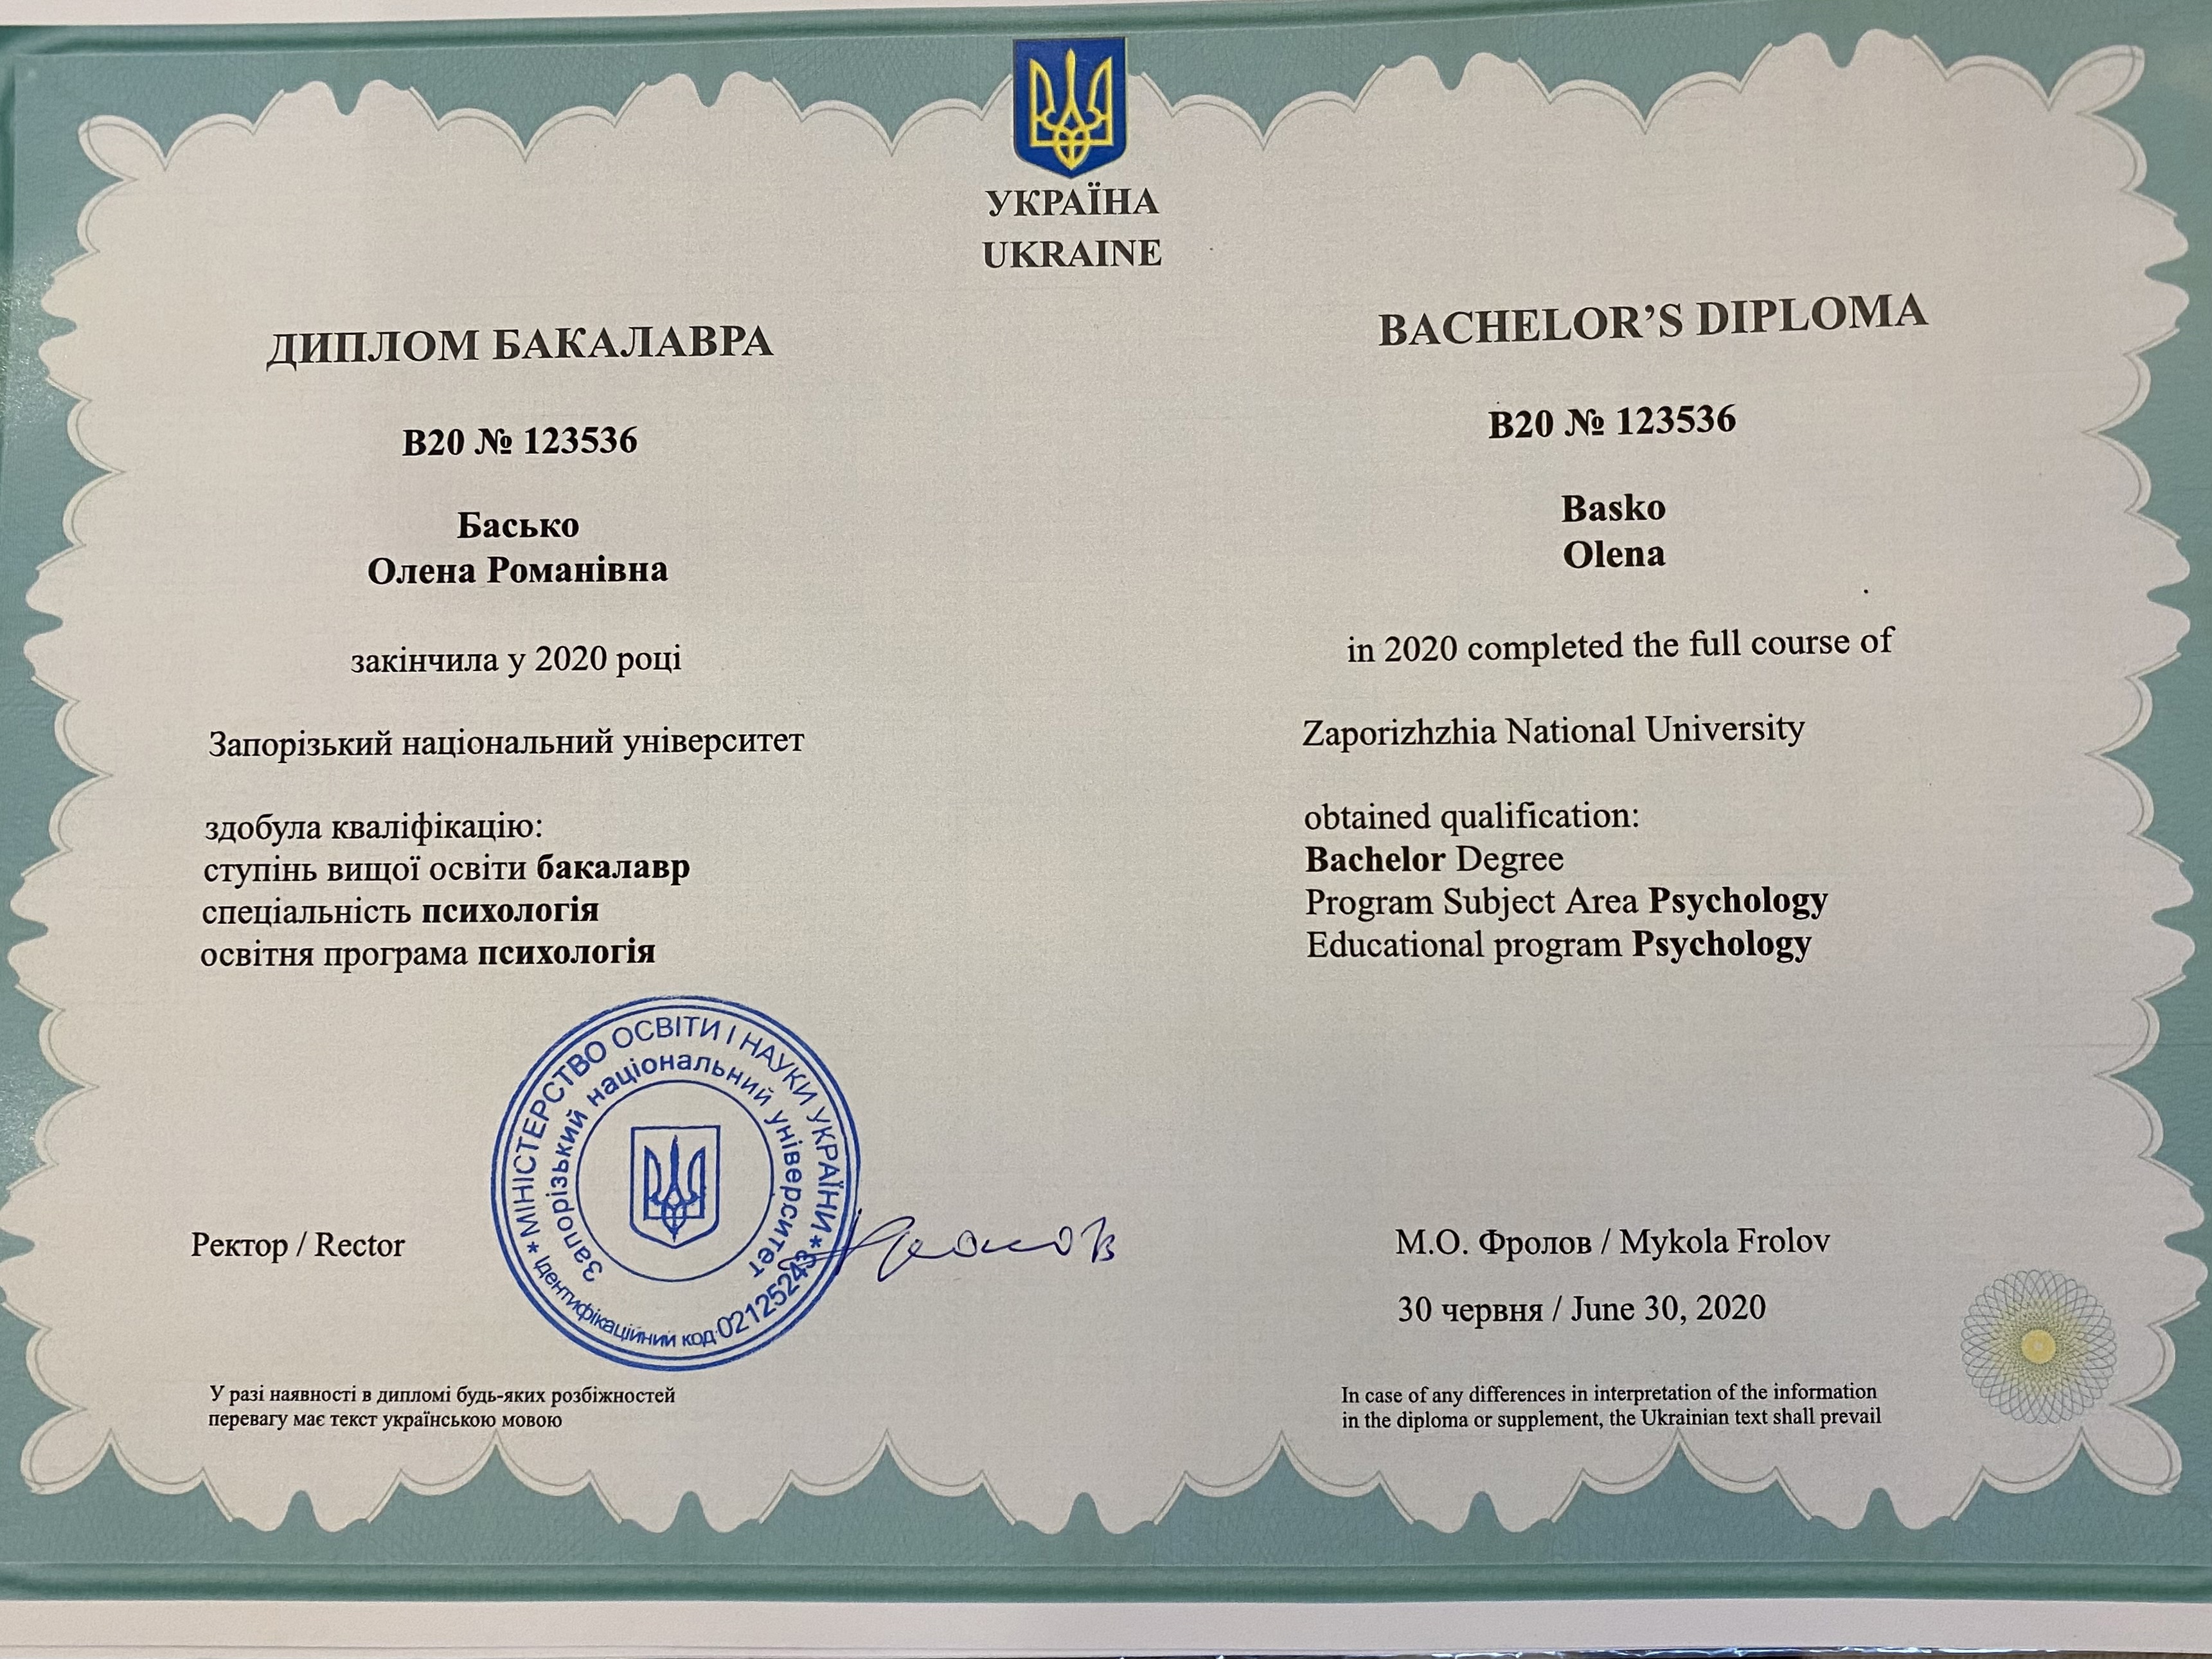 УКРАЇНА
UKRAINE
ДИПЛОМ БАКАЛАВРА
В20 № 123536
Басько
Олена Романівна
закінчила у 2020 році
Запорізький національний університет
здобула кваліфікацію:
ступінь вищої освіти бакалавр
спеціальність психологія
освітня програма психологія
BACHELOR’S DIPLOMA
B20 № 123536
Basko
Olena
in 2020 completed the full course of
Zaporizhzhia National University
obtained qualification:
Bachelor Degree
Program Subject Area Psychology
Educational program Psychology
* МІНІСТЕРСТВО ОСВІТИ І НАУКИ УКРАЇНИ *
Запорізький національний університет
Ідентифікаційний код 02125243
Ректор / Rector
М.О. Фролов / Mykola Frolov
30 червня / June 30, 2020
У разі наявності в дипломі будь-яких розбіжностей
перевагу має текст українською мовою
In case of any differences in interpretation of the information
in the diploma or supplement, the Ukrainian text shall prevail